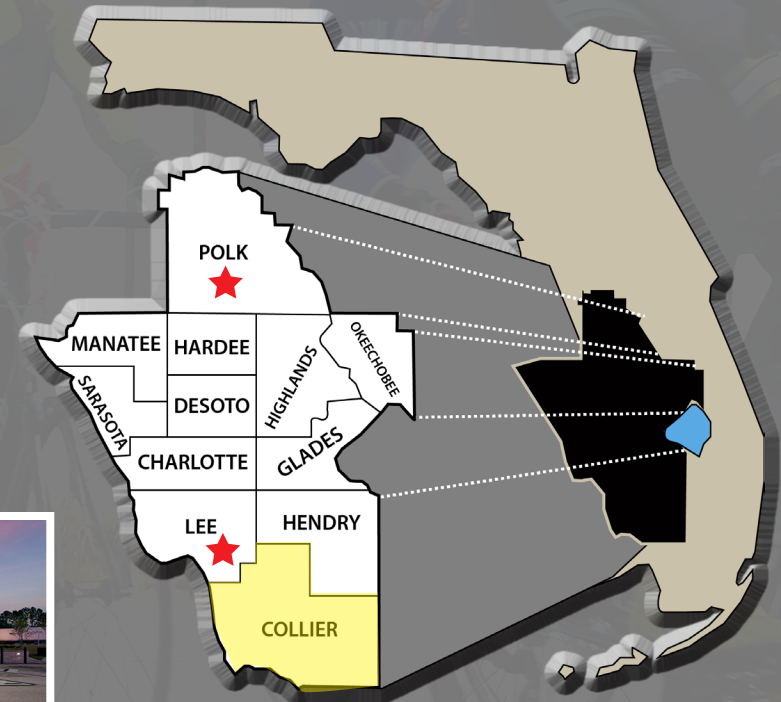 POLK
MANATEE
HARDEE
HIGHLANDS
OKEECHOBEE
SARASOTA
DESOTO
CHARLOTTE
GLADES
LEE
HENDRY
COLLIER